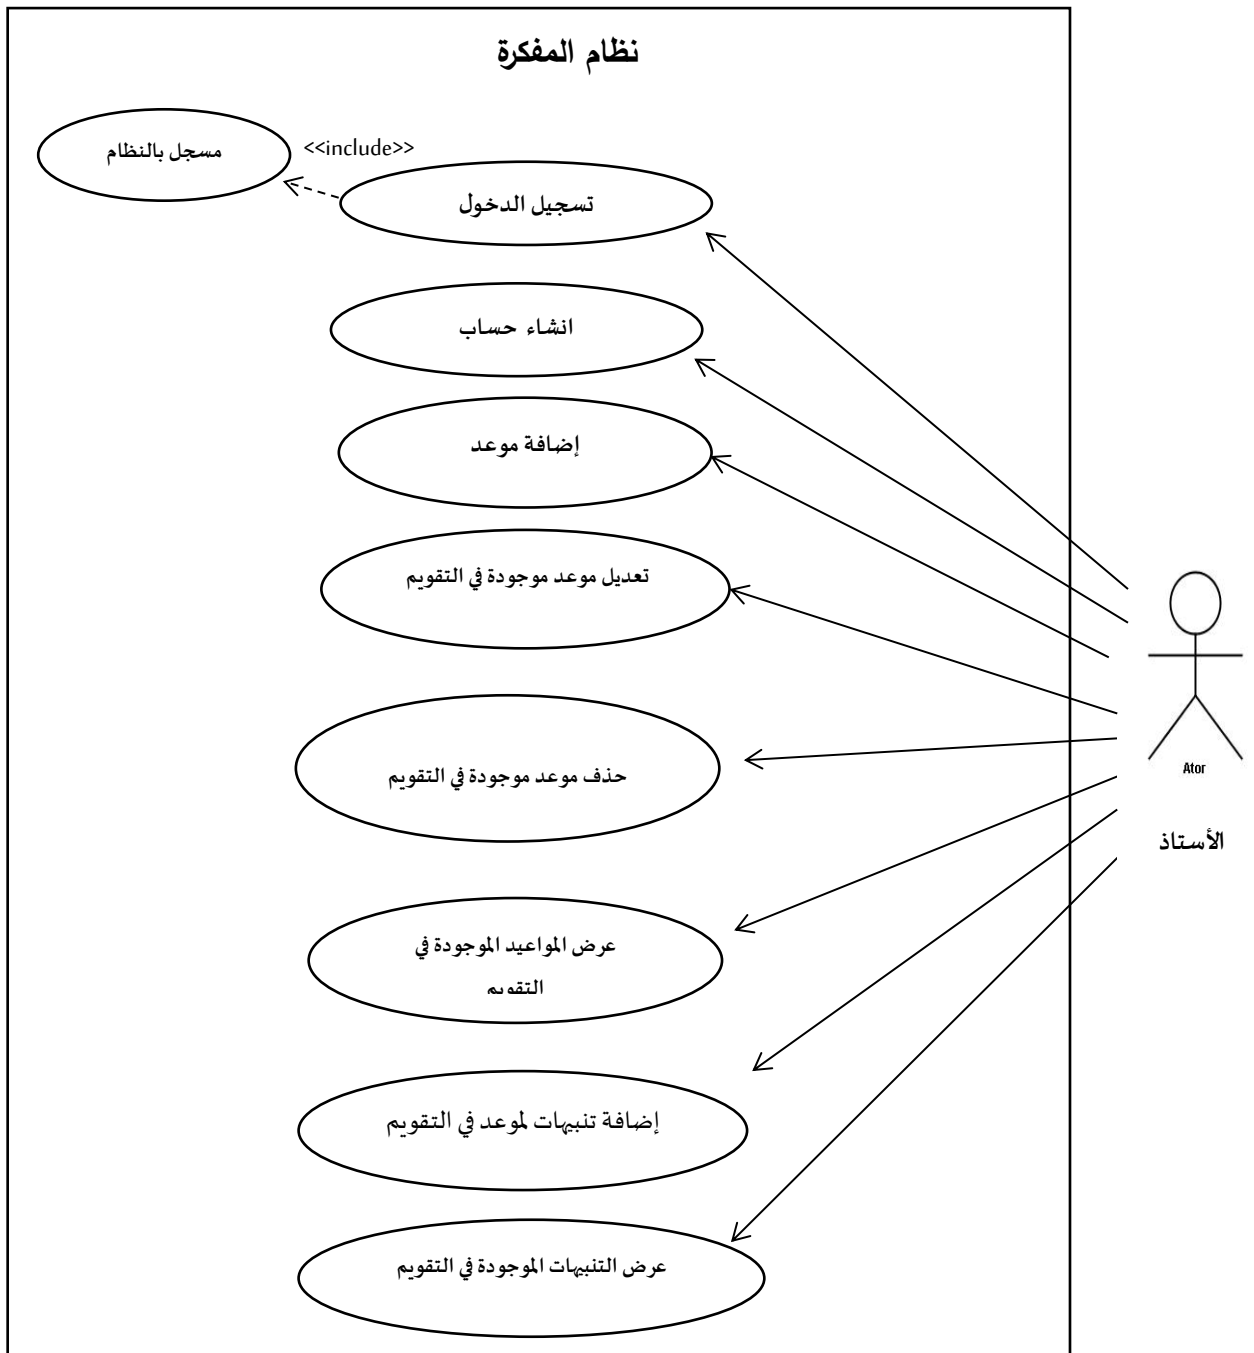 نظام المفكرة
مسجل بالنظام
<<include>>
تسجيل الدخول
انشاء حساب
إضافة موعد
تعديل موعد موجودة في التقويم
حذف موعد موجودة في التقويم
Ator
الأستاذ
عرض المواعيد الموجودة في
التقويم
إضافة تنبيهات لموعد في التقويم
عرض التنبيهات الموجودة في التقويم